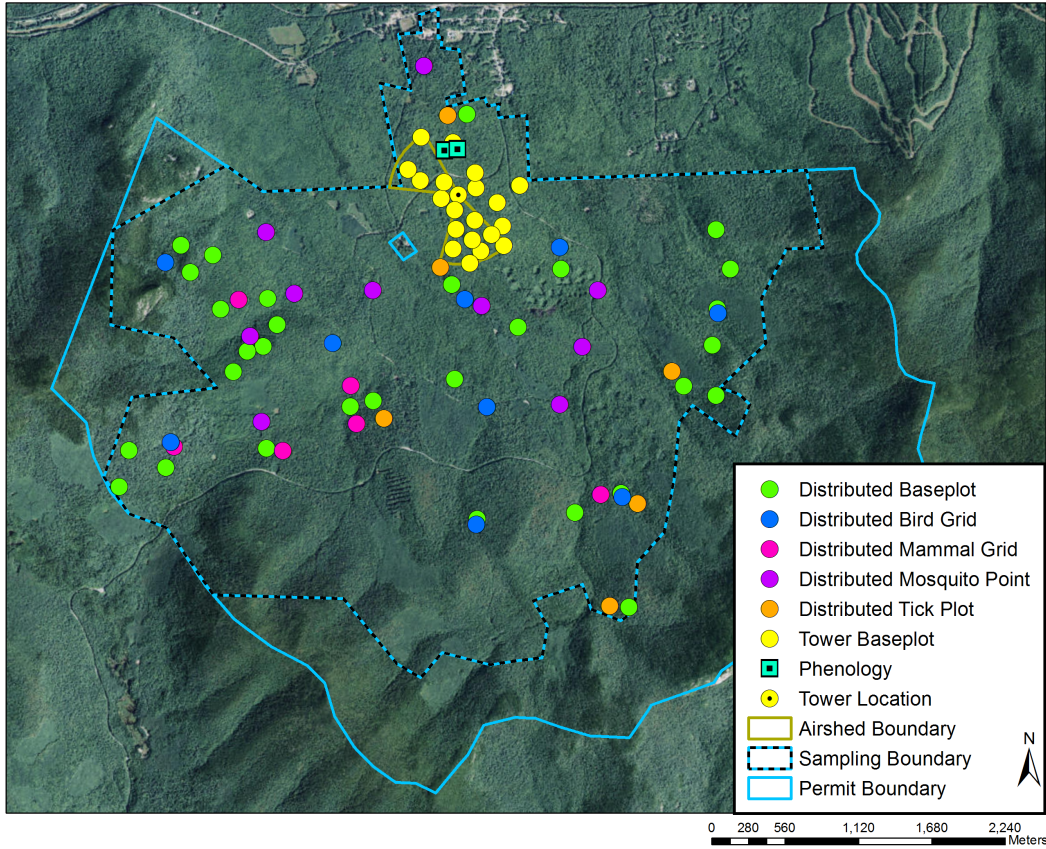 Distributed Baseplot
Distributed Bird Grid
Distributed Mammal Grid
Distributed Mosquito Point
Distributed Tick Plot
Tower Baseplot
Phenology
Tower Location
Airshed Boundary
Sampling Boundary
Permit Boundary
N
0 280 560 1,120 1,680 2,240
Meters